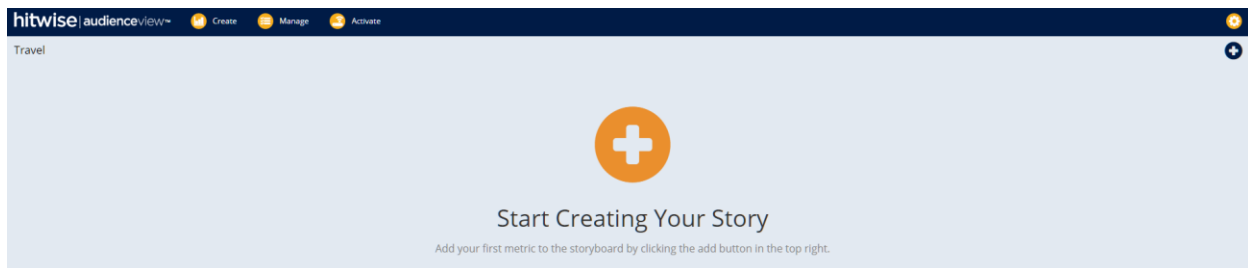 hitwise|audienceview™ Create Manage Activate
Travel
Start Creating Your Story
Add your first metric to the storyboard by clicking the add button in the top right.